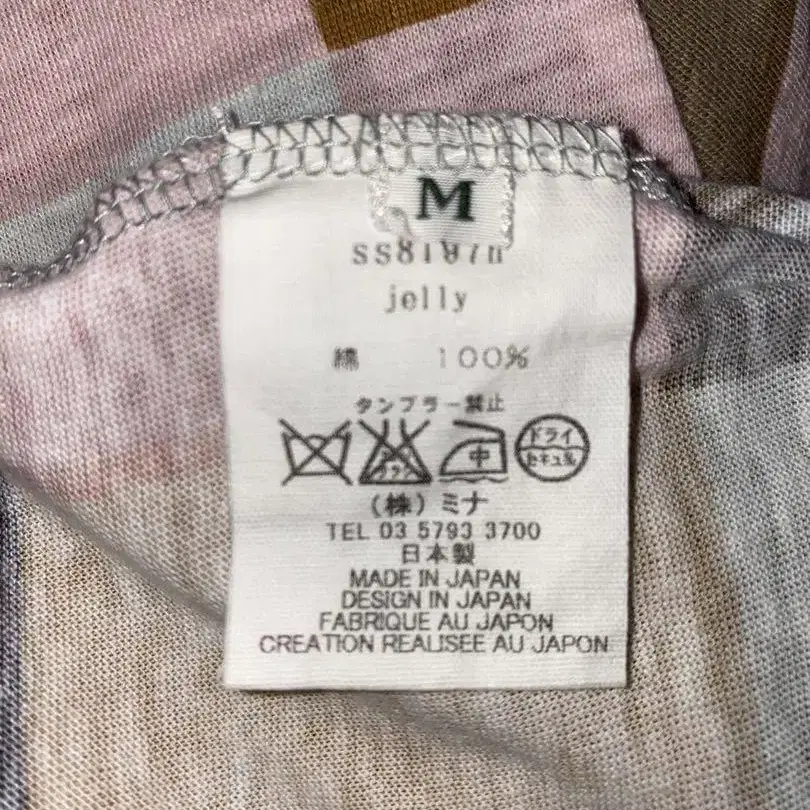 M
jelly
綿 100%
タンブラー禁止
中 ドライ
セキユ系
(株)ミナ
TEL 03 5793 3700
日本製
MADE IN JAPAN
DESIGN IN JAPAN
FABRIQUE AU JAPON
CREATION REALISEE AU JAPON